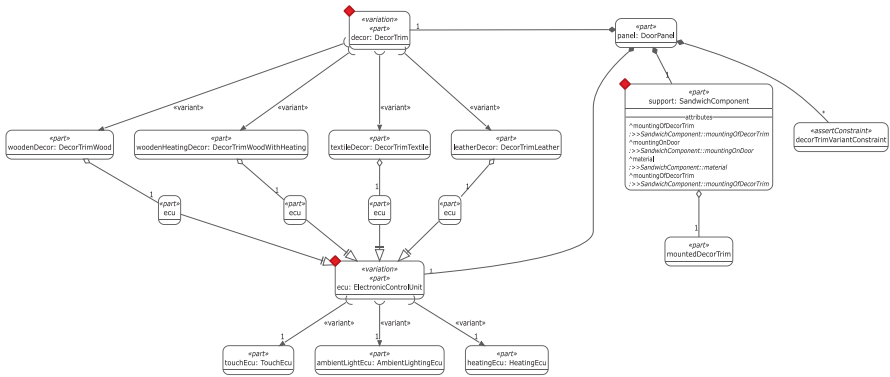 «variation»
«part»
decor: DecorTrim
1
«part»
panel: DoorPanel
«variant»
«variant»
«variant»
«variant»
1
«part»
support: SandwichComponent
attributes
^mountingOfDecorTrim
:>>SandwichComponent::mountingOfDecorTrim
^mountingOnDoor
:>>SandwichComponent::mountingOnDoor
^material
:>>SandwichComponent::material
^mountingOfDecorTrim
:>>SandwichComponent::mountingOfDecorTrim
*
«assertConstraint»
decorTrimVariantConstraint
«part»
woodenDecor: DecorTrimWood
«part»
woodenHeatingDecor: DecorTrimWoodWithHeating
«part»
textileDecor: DecorTrimTextile
«part»
leatherDecor: DecorTrimLeather
1
«part»
ecu
1
«part»
ecu
1
«part»
ecu
1
«part»
ecu
1
«part»
mountedDecorTrim
«variation»
«part»
ecu: ElectronicControlUnit
1
«variant»
«variant»
«variant»
1
«part»
touchEcu: TouchEcu
1
«part»
ambientLightEcu: AmbientLightingEcu
1
«part»
heatingEcu: HeatingEcu